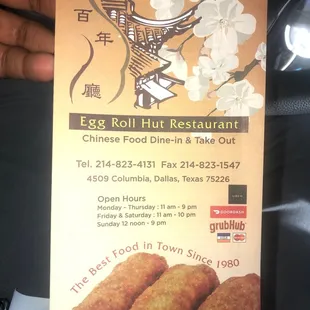 百
年
廳
Egg Roll Hut Restaurant
Chinese Food Dine-in & Take Out
Tel. 214-823-4131 Fax 214-823-1547
4509 Columbia, Dallas, Texas 75226
Open Hours
Monday - Thursday : 11 am - 9 pm
Friday & Saturday : 11 am - 10 pm
Sunday 12 noon - 9 pm
DOORDASH
GRUBHUB
VISA
The Best Food in Town Since 1980